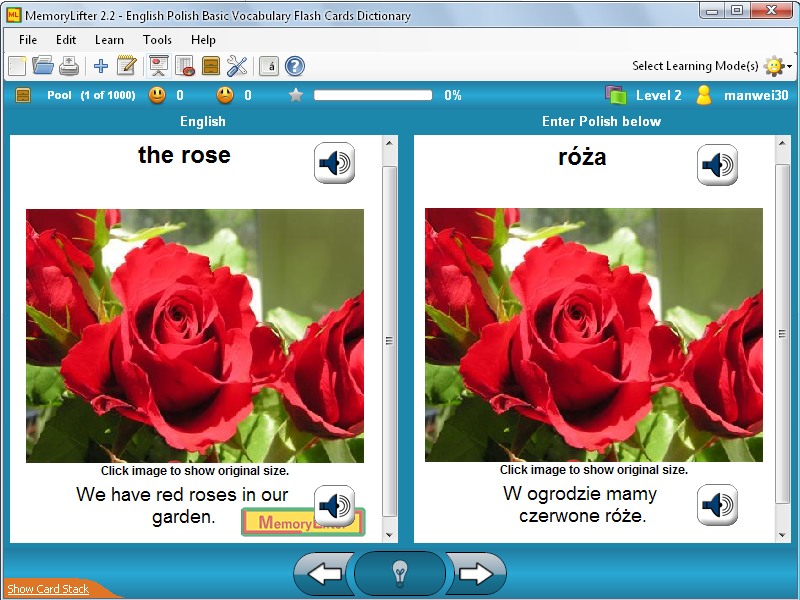 MemoryLifter 2.2 - English Polish Basic Vocabulary Flash Cards Dictionary
File Edit Learn Tools Help
á ? Select Learning Mode(s)
Pool (1 of 1000) 0 0 0% Level 2 manwei30
English
Enter Polish below
the rose
Click image to show original size.
We have red roses in our
garden.
róża
Click image to show original size.
W ogrodzie mamy
czerwone róże.
Show Card Stack